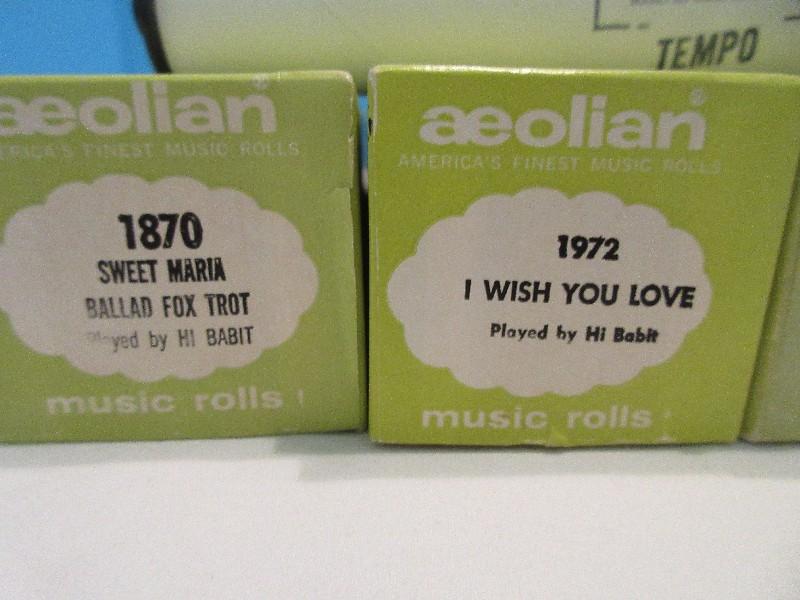 TEMPO
aeolian
AMERICA'S FINEST MUSIC ROLLS
1870
SWEET MARIA
BALLAD FOX TROT
Played by HI BABIT
music rolls
aeolian®
AMERICA'S FINEST MUSIC ROLLS
1972
I WISH YOU LOVE
Played by Hi Babit
music rolls